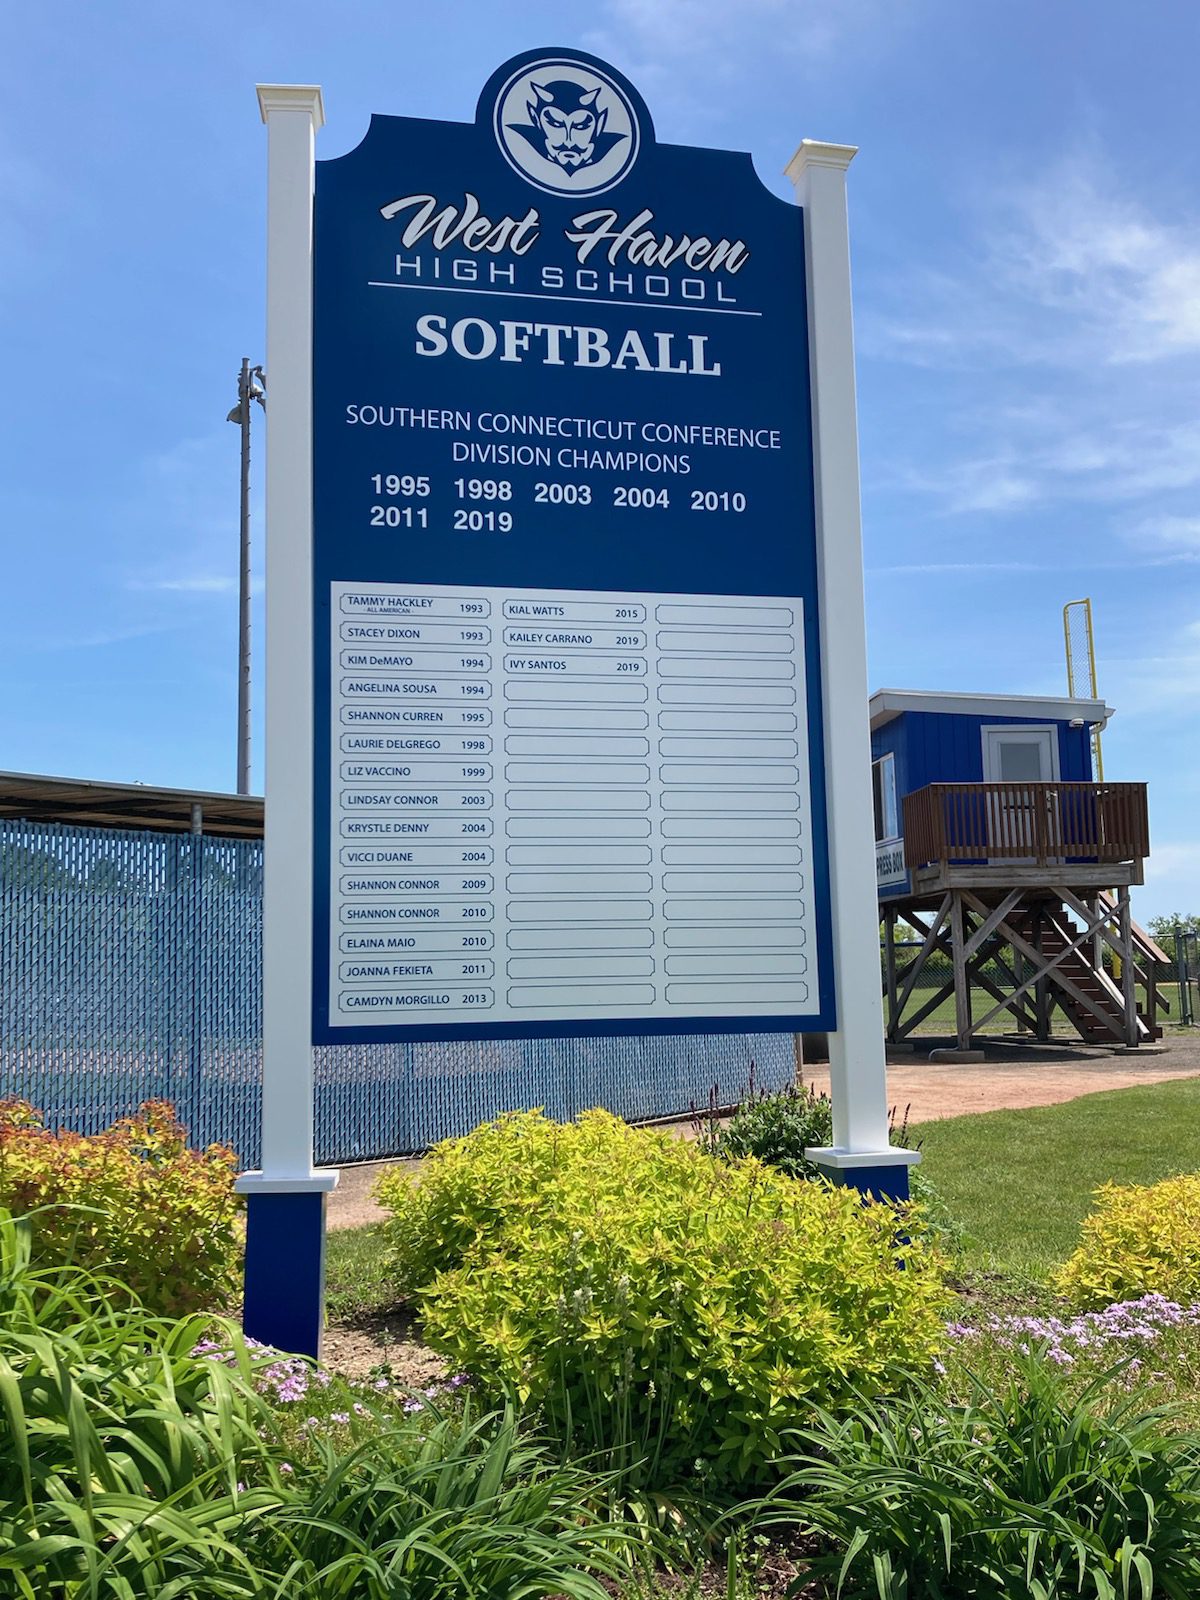 West Haven
HIGH SCHOOL
SOFTBALL
SOUTHERN CONNECTICUT CONFERENCE
DIVISION CHAMPIONS
1995 1998 2003 2004 2010
2011 2019
TAMMY HACKLEY 1993
- ALL AMERICAN -
STACEY DIXON 1993
KIM DeMAYO 1994
ANGELINA SOUSA 1994
SHANNON CURREN 1995
LAURIE DELGREGO 1998
LIZ VACCINO 1999
LINDSAY CONNOR 2003
KRYSTLE DENNY 2004
VICCI DUANE 2004
SHANNON CONNOR 2009
SHANNON CONNOR 2010
ELAINA MAIO 2010
JOANNA FEKIETA 2011
CAMDYN MORGILLO 2013
KIAL WATTS 2015
KAILEY CARRANO 2019
IVY SANTOS 2019
PRESS BOX